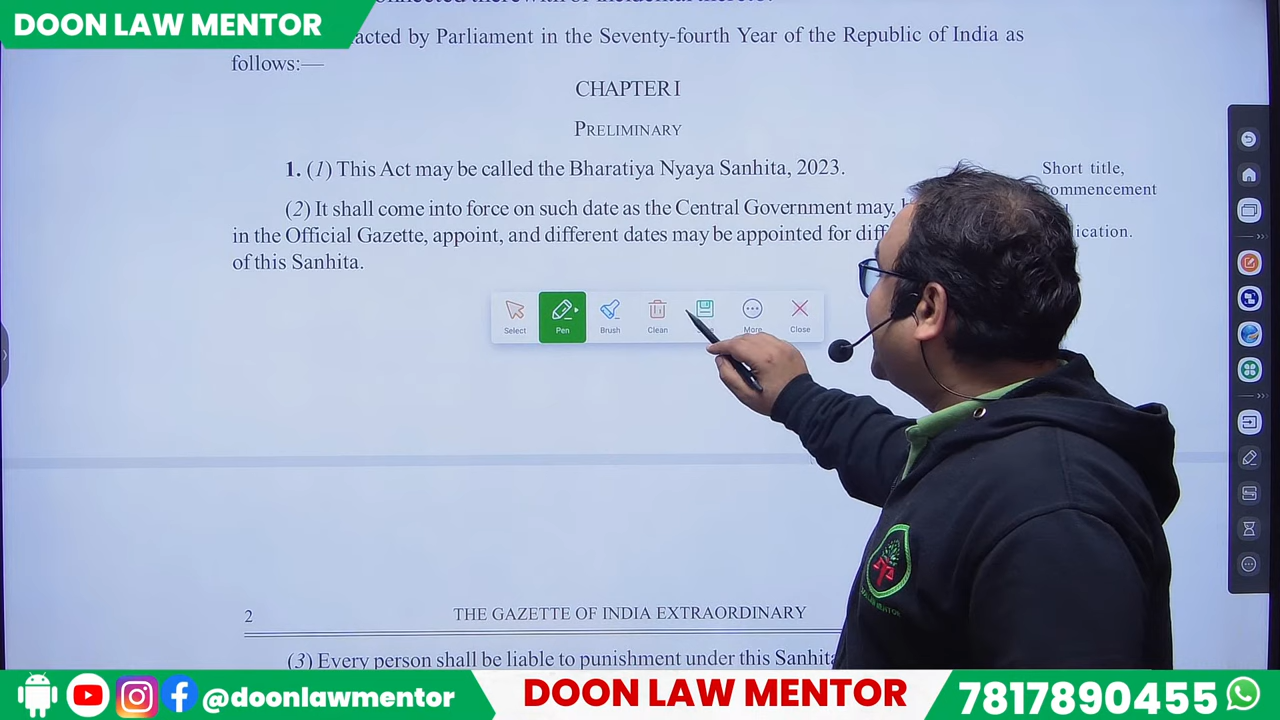 DOON LAW MENTOR
acted by Parliament in the Seventy-fourth Year of the Republic of India as
follows:—
CHAPTER I
PRELIMINARY
1. (1) This Act may be called the Bharatiya Nyaya Sanhita, 2023.
Short title,
commencement
(2) It shall come into force on such date as the Central Government may,
in the Official Gazette, appoint, and different dates may be appointed for diff
lication.
of this Sanhita.
Select
Pen
Brush
Clean
More
Close
2
THE GAZETTE OF INDIA EXTRAORDINARY
(3) Every person shall be liable to punishment under this Sanhita
@doonlawmentor
DOON LAW MENTOR
7817890455